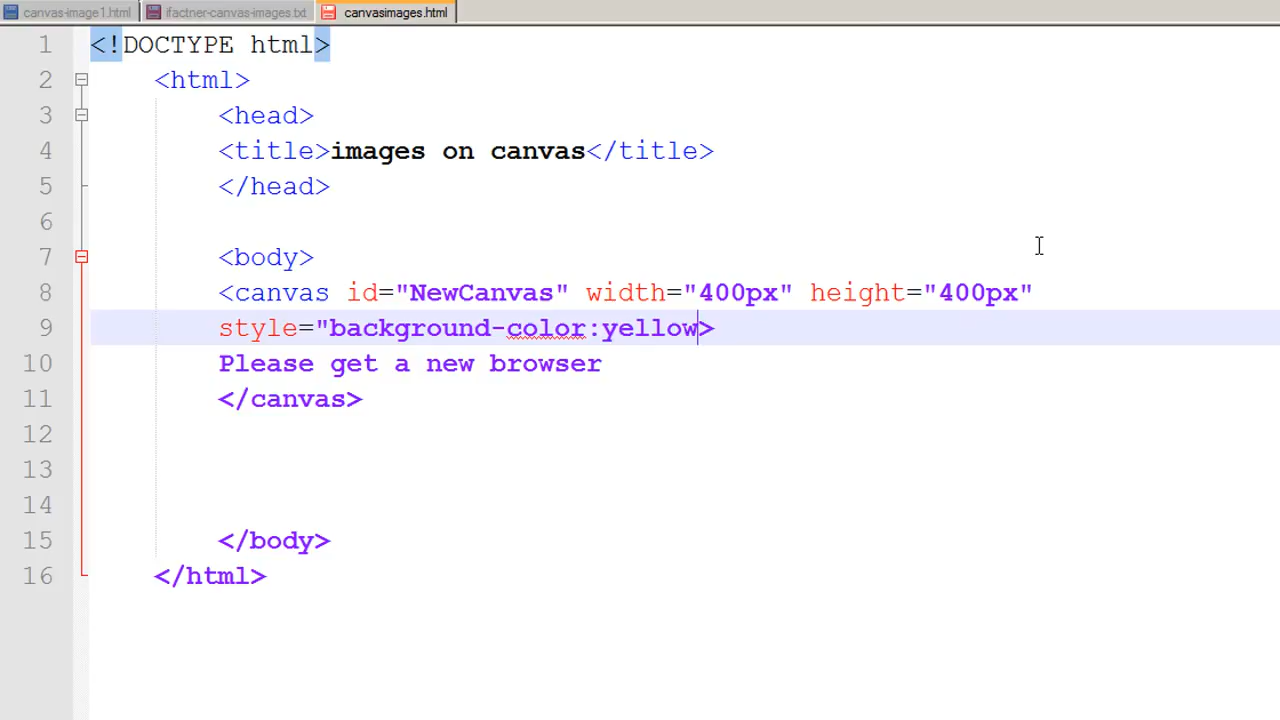 canvas-image1.html ifactner-canvas-images.txt canvasimages.html
1 <!DOCTYPE html>
2 <html>
3 <head>
4 <title>images on canvas</title>
5 </head>
6
7 <body>
8 <canvas id="NewCanvas" width="400px" height="400px"
9 style="background-color:yellow>
10 Please get a new browser
11 </canvas>
12
13
14
15 </body>
16 </html>